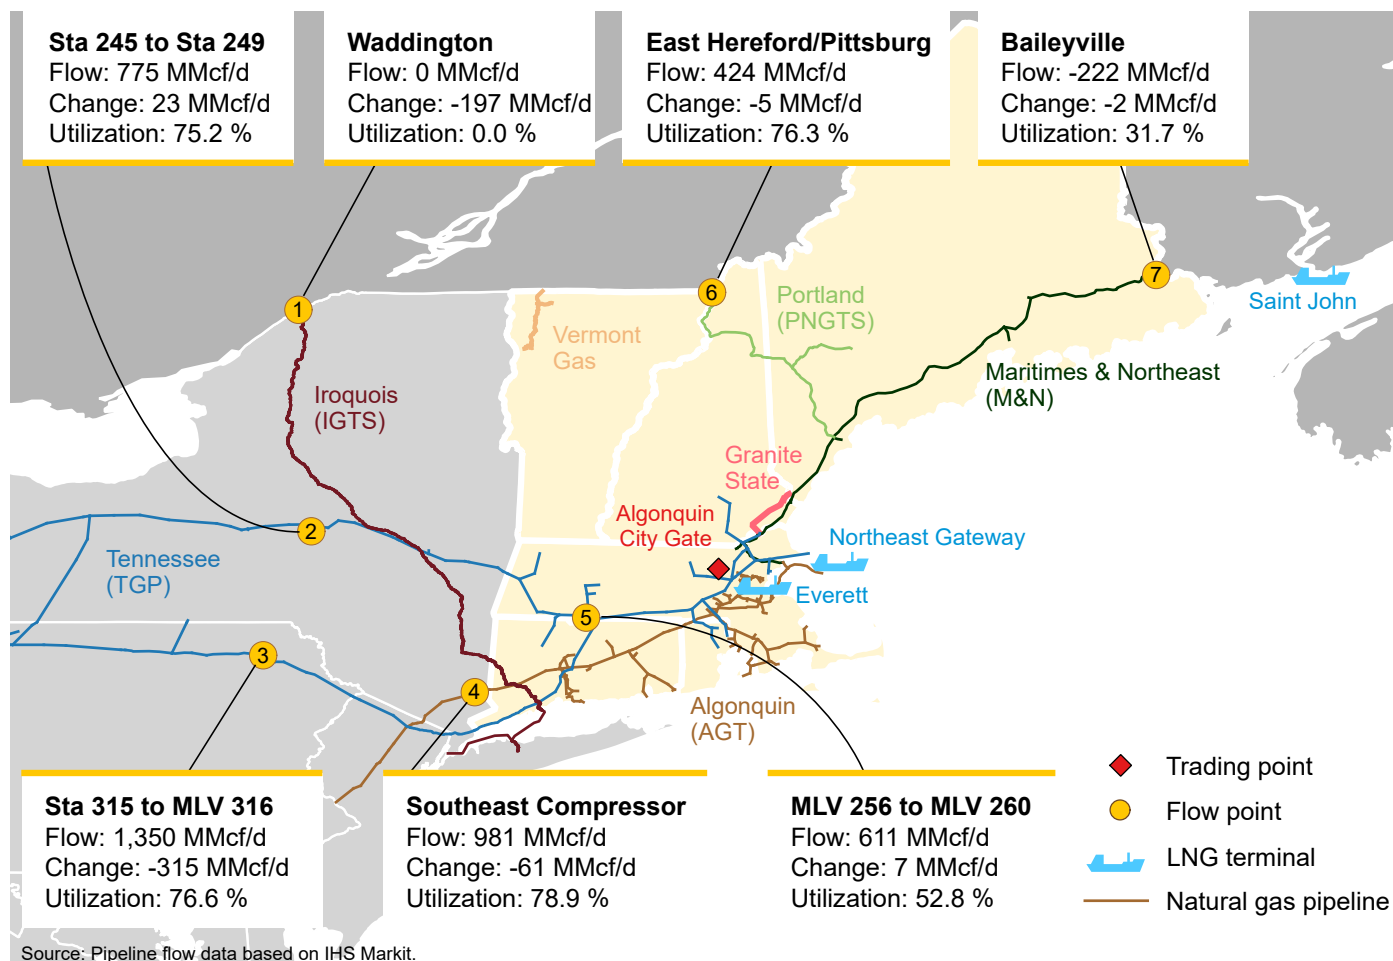 Sta 245 to Sta 249
Flow: 775 MMcf/d
Change: 23 MMcf/d
Utilization: 75.2 %
Waddington
Flow: 0 MMcf/d
Change: -197 MMcf/d
Utilization: 0.0 %
East Hereford/Pittsburg
Flow: 424 MMcf/d
Change: -5 MMcf/d
Utilization: 76.3 %
Baileyville
Flow: -222 MMcf/d
Change: -2 MMcf/d
Utilization: 31.7 %
7
6
1
Saint John
Portland
(PNGTS)
Vermont
Gas
Maritimes & Northeast
(M&N)
Iroquois
(IGTS)
Granite
State
Algonquin
City Gate
2
Northeast Gateway
Tennessee
(TGP)
Everett
5
3
4
Algonquin
(AGT)
Sta 315 to MLV 316
Flow: 1,350 MMcf/d
Change: -315 MMcf/d
Utilization: 76.6 %
Southeast Compressor
Flow: 981 MMcf/d
Change: -61 MMcf/d
Utilization: 78.9 %
MLV 256 to MLV 260
Flow: 611 MMcf/d
Change: 7 MMcf/d
Utilization: 52.8 %
Trading point
Flow point
LNG terminal
Natural gas pipeline
Source: Pipeline flow data based on IHS Markit.